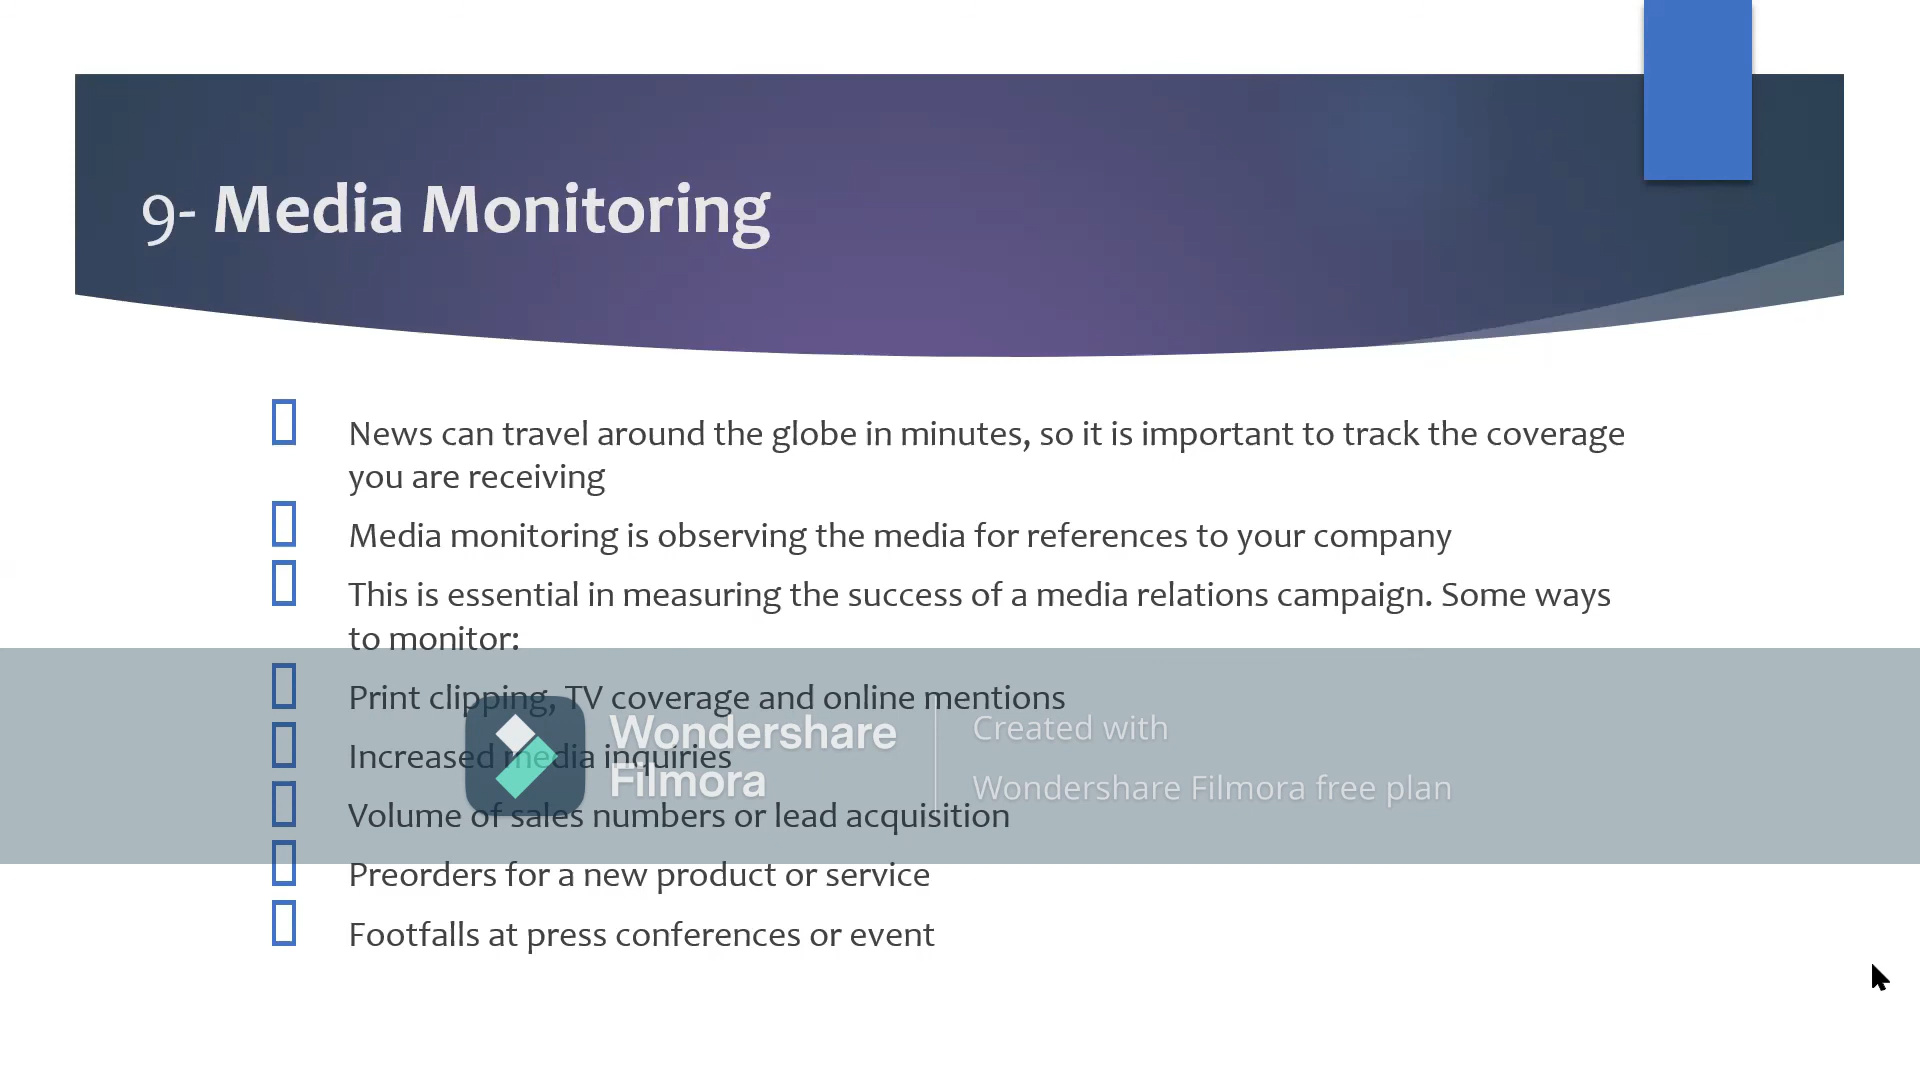 9- Media Monitoring
News can travel around the globe in minutes, so it is important to track the coverage
you are receiving
Media monitoring is observing the media for references to your company
This is essential in measuring the success of a media relations campaign. Some ways
to monitor:
Print clipping, TV coverage and online mentions
Increased media inquiries
Volume of sales numbers or lead acquisition
Preorders for a new product or service
Footfalls at press conferences or event
Wondershare
Filmora
Created with
Wondershare Filmora free plan